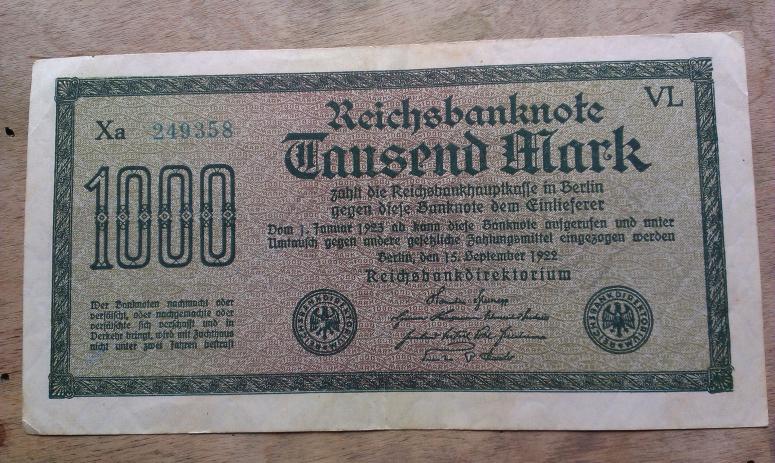 Reichsbanknote
VL
Xa 249358
Tausend Mark
1000
zahlt die Reichsbankhauptkasse in Berlin
gegen diese Banknote dem Einlieferer
Vom 1. Januar 1923 ab kann diese Banknote aufgerufen und unter
Umtausch gegen andere gesetzliche Zahlungsmittel eingezogen werden
Berlin, den 15. September 1922
Reichsbankdirektorium
Wer Banknoten nachmacht oder
verfälscht, oder nachgemachte oder
verfälschte sich verschafft und in
Verkehr bringt, wird mit Zuchthaus
nicht unter zwei Jahren bestraft
REICHSBANKDIREKTORIUM
REICHSBANKDIREKTORIUM